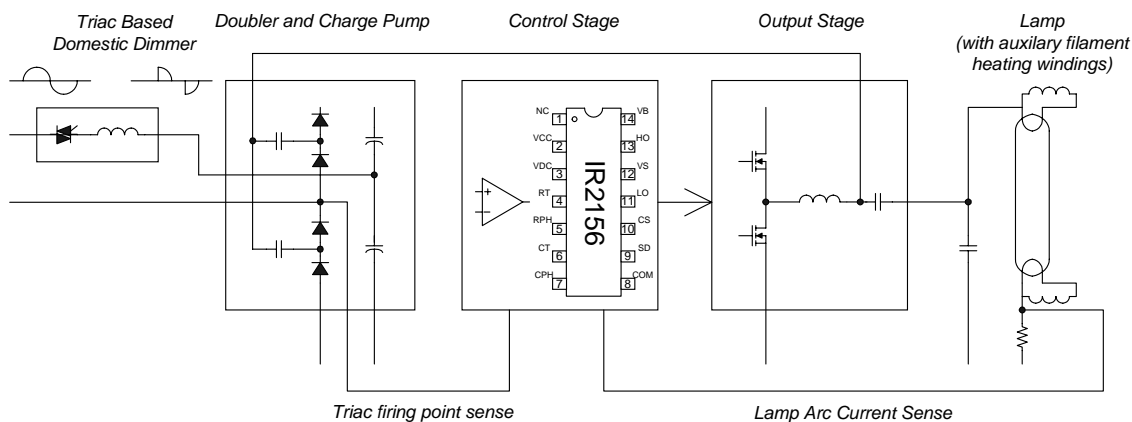 Triac Based
Domestic Dimmer
Doubler and Charge Pump
Control Stage
Output Stage
Lamp
(with auxilary filament
heating windings)
NC
1
VCC
2
VDC
3
RT
4
RPH
5
CT
6
CPH
7
IR2156
VB
14
HO
13
VS
12
LO
11
CS
10
SD
9
COM
8
Triac firing point sense
Lamp Arc Current Sense